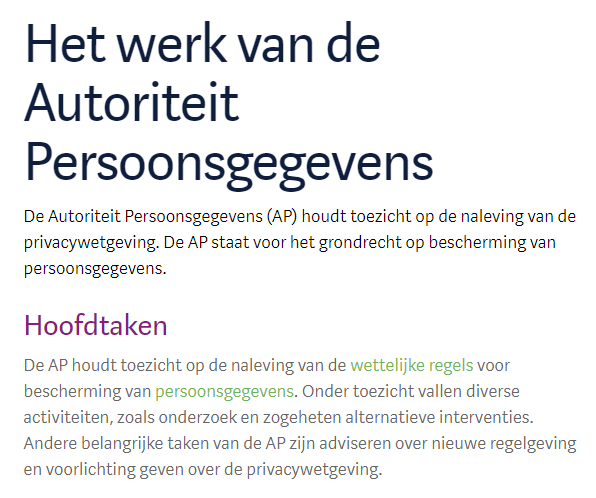 Het werk van de
Autoriteit
Persoonsgegevens
De Autoriteit Persoonsgegevens (AP) houdt toezicht op de naleving van de
privacywetgeving. De AP staat voor het grondrecht op bescherming van
persoonsgegevens.
Hoofdtaken
De AP houdt toezicht op de naleving van de wettelijke regels voor
bescherming van persoonsgegevens. Onder toezicht vallen diverse
activiteiten, zoals onderzoek en zogeheten alternatieve interventies.
Andere belangrijke taken van de AP zijn adviseren over nieuwe regelgeving
en voorlichting geven over de privacywetgeving.